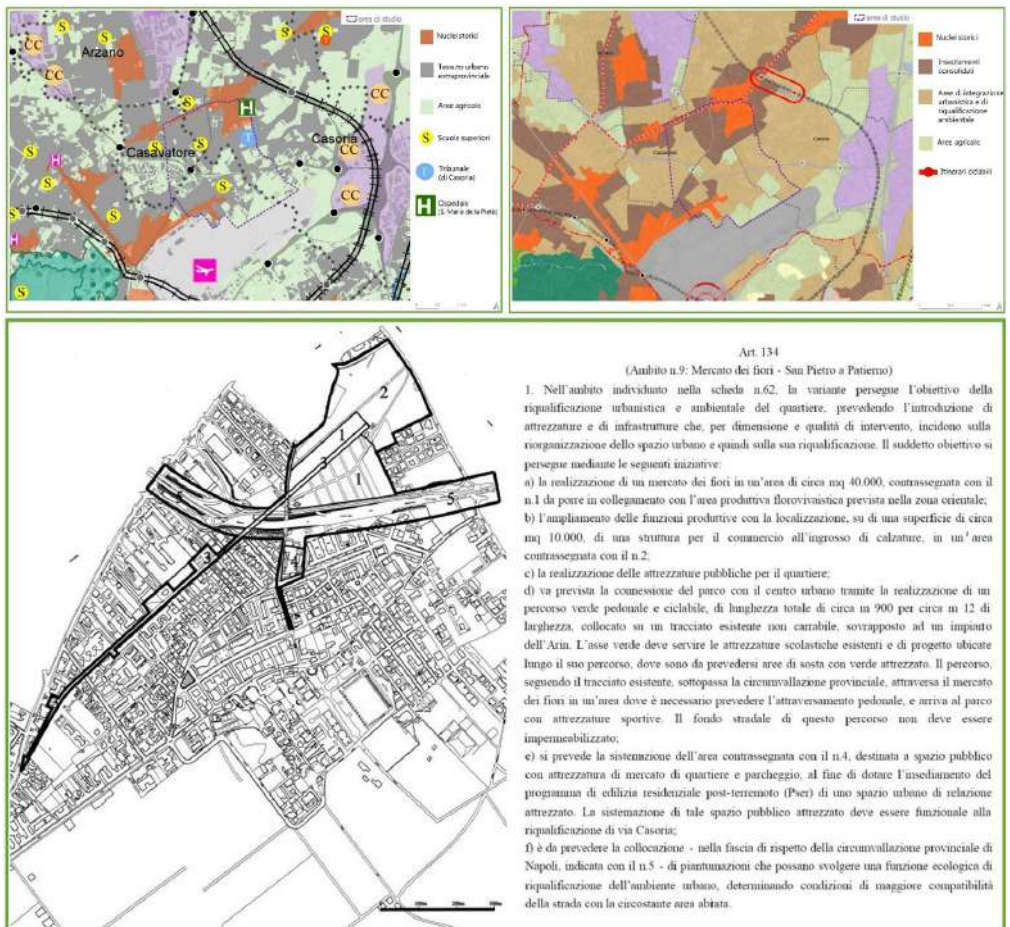 area di studio
Arzano
CC
S
S
S
CC
CC
S
S
H
Casoria
S
Casavatore
S
T
S
H
S
S
CC
S
S
S
CC
S
H
S
Nuclei storici
Tessuto urbano extraprovinciale
Aree agricole
S Scuole superiori
T Tribunale
(di Casoria)
H Ospedale
(S. Maria de la Pietà)
area di studio
Nuclei storici
Insediamenti
consolidati
Aree di integrazione
urbanistica e di
riqualificazione
ambientale
Aree agricole
Itinerari ciclabili
Casoria
2
1
3
1
5
5
3
4
Art. 134
(Ambito n.9: Mercato dei fiori - San Pietro a Patierno)
1. Nell'ambito individuato nella scheda n.62, la variante persegue l'obiettivo della
riqualificazione urbanistica e ambientale del quartiere, prevedendo l'introduzione di
attrezzature e di infrastrutture che, per dimensione e qualità di intervento, incidono sulla
riorganizzazione dello spazio urbano e quindi sulla sua riqualificazione. Il suddetto obiettivo si
persegue mediante le seguenti iniziative:
a) la realizzazione di un mercato dei fiori in un'area di circa mq 40.000, contrassegnata con il
n.1 da porre in collegamento con l'area produttiva florovivaistica prevista nella zona orientale;
b) l'ampliamento delle funzioni produttive con la localizzazione, su di una superficie di circa
mq 10.000, di una struttura per il commercio all'ingrosso di calzature, in un'area
contrassegnata con il n.2;
c) la realizzazione delle attrezzature pubbliche per il quartiere;
d) va prevista la connessione del parco con il centro urbano tramite la realizzazione di un
percorso verde pedonale e ciclabile, di lunghezza totale di circa m 900 per circa m 12 di
larghezza, collocato su un tracciato esistente non carrabile, sovrapposto ad un impianto
dell'Arin. L'asse verde deve servire le attrezzature scolastiche esistenti e di progetto ubicate
lungo il suo percorso, dove sono da prevedersi aree di sosta con verde attrezzato. Il percorso,
seguendo il tracciato esistente, sottopassa la circumvallazione provinciale, attraversa il mercato
dei fiori in un'area dove è necessario prevedere l'attraversamento pedonale, e arriva al parco
con attrezzature sportive. Il fondo stradale di questo percorso non deve essere
impermeabilizzato;
e) si prevede la sistemazione dell'area contrassegnata con il n.4, destinata a spazio pubblico
con attrezzatura di mercato di quartiere e parcheggio, al fine di dotare l'insediamento del
programma di edilizia residenziale post-terremoto (Pser) di uno spazio urbano di relazione
attrezzato. La sistemazione di tale spazio pubblico attrezzato deve essere funzionale alla
riqualificazione di via Casoria;
f) è da prevedere la collocazione - nella fascia di rispetto della circumvallazione provinciale di
Napoli, indicata con il n.5 - di piantumazioni che possano svolgere una funzione ecologica di
riqualificazione dell'ambiente urbano, determinando condizioni di maggiore compatibilità
della strada con la circostante area abitata.